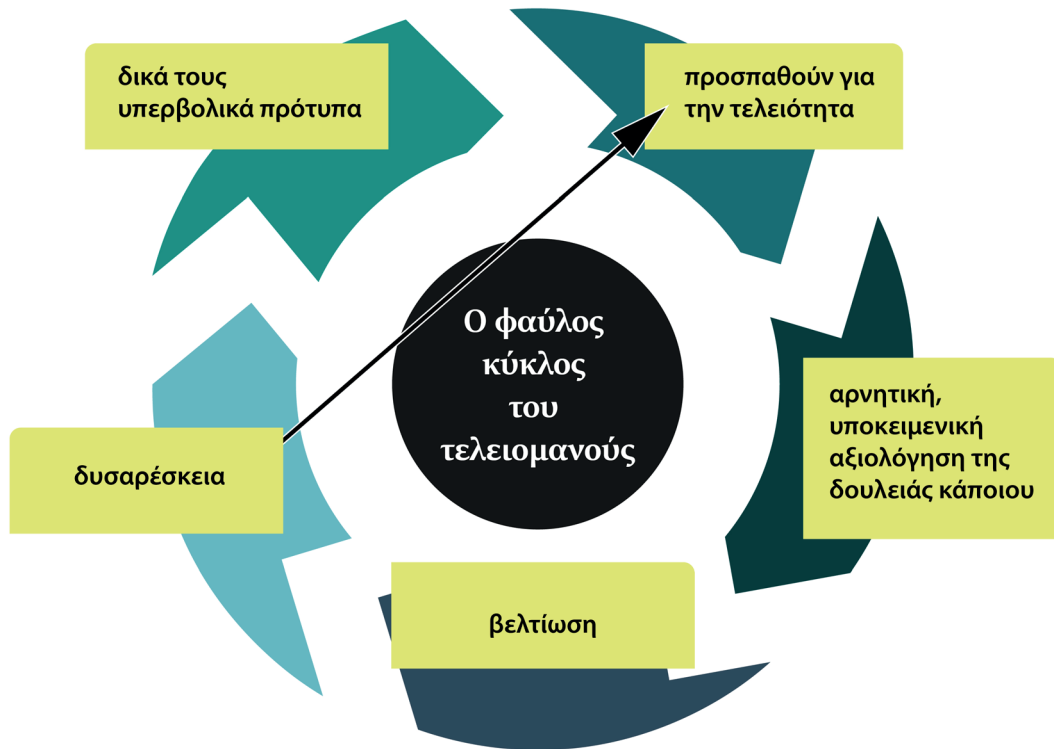 δικά τους
υπερβολικά πρότυπα
προσπαθούν για
την τελειότητα
Ο φαύλος
κύκλος
του
τελειομανούς
αρνητική,
υποκειμενική
αξιολόγηση της
δουλειάς κάποιου
δυσαρέσκεια
βελτίωση